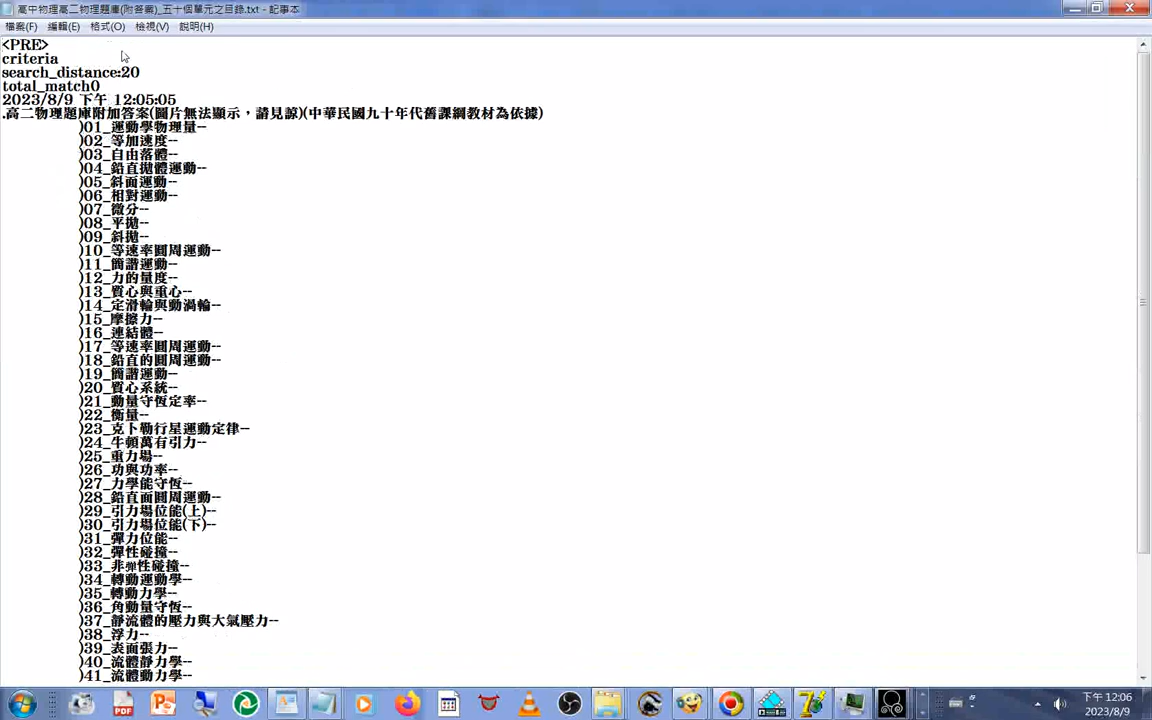 高中物理高二物理題庫(附答案)_五十個單元之目錄.txt - 記事本
檔案(F) 編輯(E) 格式(O) 檢視(V) 說明(H)
<PRE>
criteria
search_distance:20
total_match0
2023/8/9 下午 12:05:05
.高二物理題庫附加答案(圖片無法顯示，請見諒)(中華民國九十年代舊課綱教材為依據)
)01_運動學物理量--
)02_等加速度--
)03_自由落體--
)04_鉛直拋體運動--
)05_斜面運動--
)06_相對運動--
)07_微分--
)08_平拋--
)09_斜拋--
)10_等速率圓周運動--
)11_簡諧運動--
)12_力的量度--
)13_質心與重心--
)14_定滑輪與動渦輪--
)15_摩擦力--
)16_連結體--
)17_等速率圓周運動--
)18_鉛直的圓周運動--
)19_簡諧運動--
)20_質心系統--
)21_動量守恆定率--
)22_衝量--
)23_克卜勒行星運動定律--
)24_牛頓萬有引力--
)25_重力場--
)26_功與功率--
)27_力學能守恆--
)28_鉛直面圓周運動--
)29_引力場位能(上)--
)30_引力場位能(下)--
)31_彈力位能--
)32_彈性碰撞--
)33_非弹性碰撞--
)34_轉動運動學--
)35_轉動力學--
)36_角動量守恆--
)37_靜流體的壓力與大氣壓力--
)38_浮力--
)39_表面張力--
)40_流體靜力學--
)41_流體動力學--
下午 12:06
2023/8/9